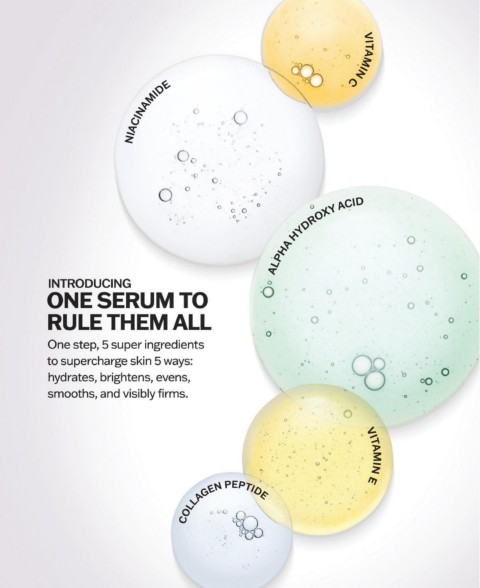 VITAMIN C
NIACINAMIDE
ALPHA HYDROXY ACID
INTRODUCING
ONE SERUM TO
RULE THEM ALL
One step, 5 super ingredients
to supercharge skin 5 ways:
hydrates, brightens, evens,
smooths, and visibly firms.
VITAMIN E
COLLAGEN PEPTIDE